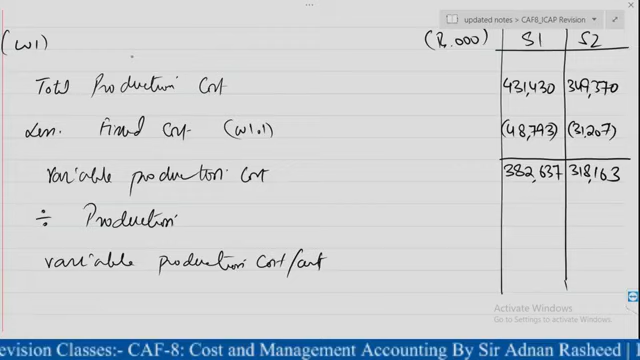 updated notes > CAF8_ICAP Revision
(W1) (R.000) S1 S2
Total Production Cost 431,430 349,370
Less. Fixed Cost (W1.1) (48,793) (31,207)
variable production Cost 382,637 318,163
÷ Production
variable production Cost/unit
Activate Windows
Go to Settings to activate Windows.
evision Classes:- CAF-8: Cost and Management Accounting By Sir Adnan Rasheed |